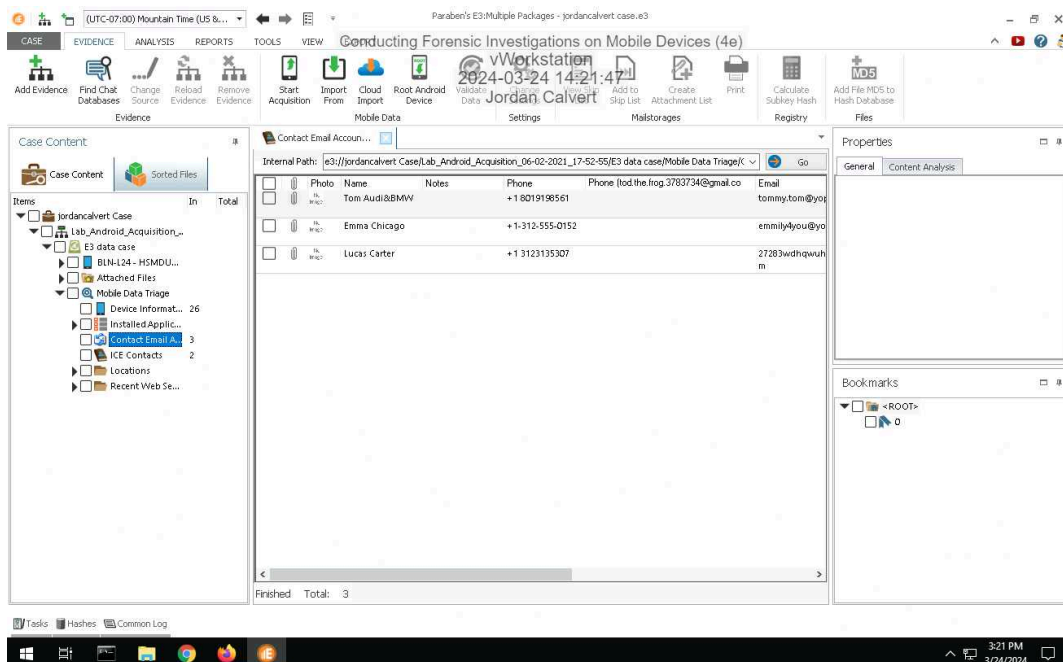 (UTC-07:00) Mountain Time (US &...
Paraben's E3:Multiple Packages - jordancalvert case.e3
CASE EVIDENCE ANALYSIS REPORTS TOOLS VIEW
Conducting Forensic Investigations on Mobile Devices (4e)
vWorkstation
2024-03-24 14:21:47
Jordan Calvert
Add Evidence
Find Chat Databases
Change Source
Reload Evidence
Remove Evidence
Start Acquisition
Import From
Cloud Import
Root Android Device
Validate Data
Add to Skip List
Create Attachment List
Print
Calculate Subkey Hash
MD5
Add File MD5 to Hash Database
Evidence Mobile Data Settings Mailstorages Registry Files
Case Content
Case Content Sorted Files
Items In Total
jordancalvert Case
Lab_Android_Acquisition_...
E3 data case
BLN-L24 - HSMDU...
Attached Files
Mobile Data Triage
Device Informat... 26
Installed Applic...
Contact Email A... 3
ICE Contacts 2
Locations
Recent Web Se...
Contact Email Accoun...
Internal Path: e3://jordancalvert Case/Lab_Android_Acquisition_06-02-2021_17-52-55/E3 data case/Mobile Data Triage/C Go
Photo Name Notes Phone Phone (tod.the.frog.3783734@gmail.co Email
Tom Audi&BMW +1 8019198561 tommy.tom@yop
Emma Chicago +1-312-555-0152 emmily4you@yo
Lucas Carter +1 3123135307 27283wdhqwuh
m
Finished Total: 3
Properties
General Content Analysis
Bookmarks
<ROOT>
0
Tasks Hashes Common Log
3:21 PM
3/24/2024